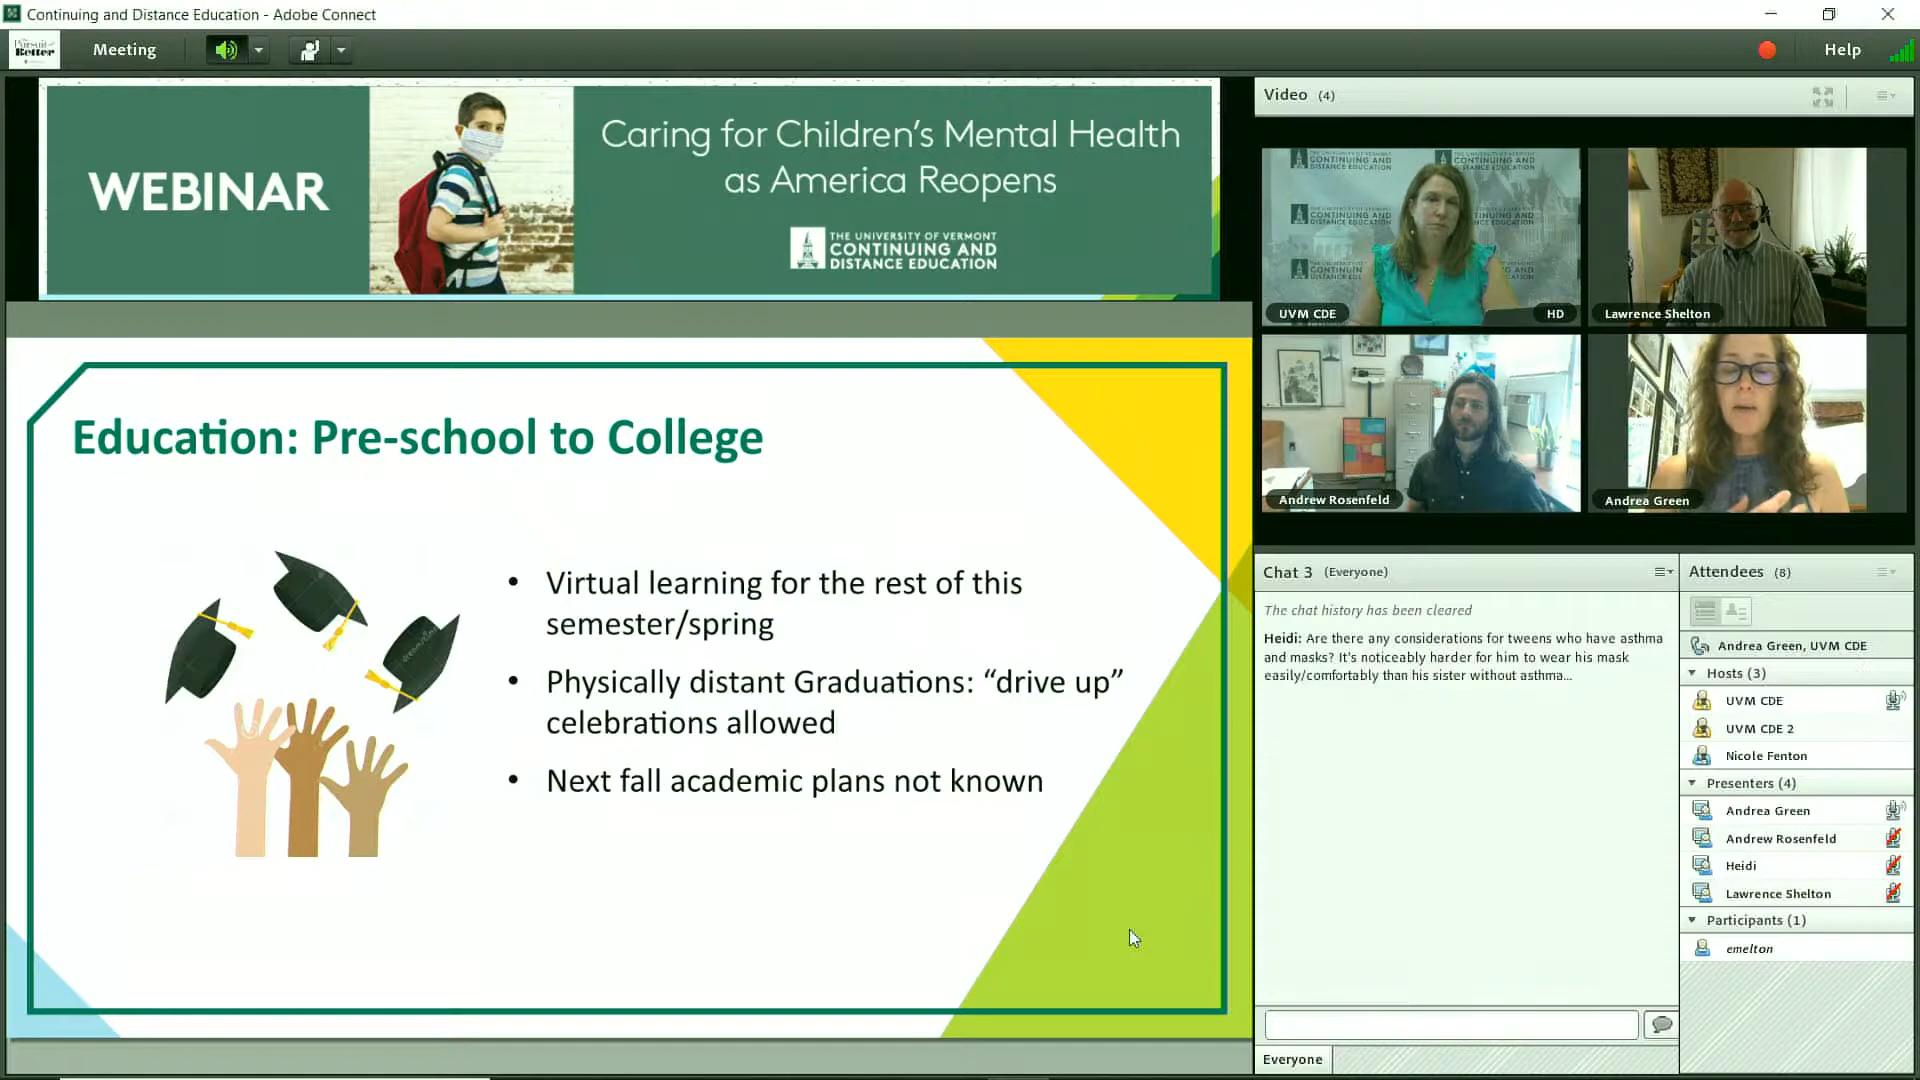 Continuing and Distance Education - Adobe Connect
Pursuit of
Better
Meeting
Help
WEBINAR
Caring for Children's Mental Health
as America Reopens
THE UNIVERSITY OF VERMONT
CONTINUING AND
DISTANCE EDUCATION
Education: Pre-school to College
• Virtual learning for the rest of this
semester/spring
• Physically distant Graduations: “drive up”
celebrations allowed
• Next fall academic plans not known
Video (4)
UVM CDE
HD
Lawrence Shelton
Andrew Rosenfeld
Andrea Green
Chat 3 (Everyone)
The chat history has been cleared
Heidi: Are there any considerations for tweens who have asthma
and masks? It's noticeably harder for him to wear his mask
easily/comfortably than his sister without asthma...
Everyone
Attendees (8)
Andrea Green, UVM CDE
Hosts (3)
UVM CDE
UVM CDE 2
Nicole Fenton
Presenters (4)
Andrea Green
Andrew Rosenfeld
Heidi
Lawrence Shelton
Participants (1)
emelton